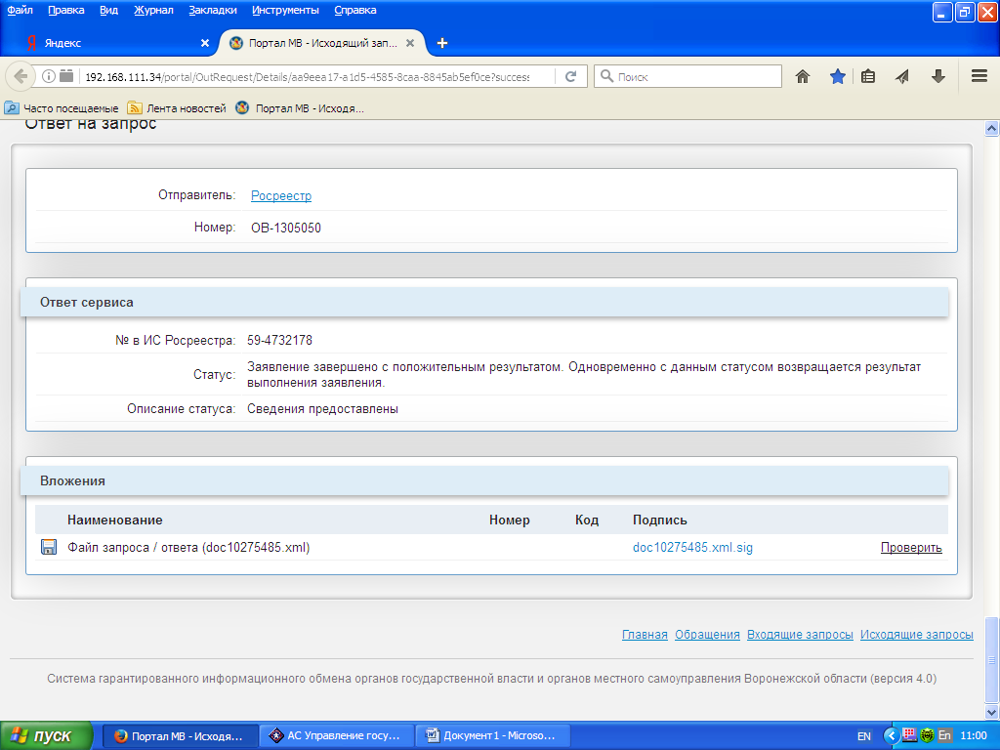 Файл Правка Вид Журнал Закладки Инструменты Справка
Яндекс
Портал МВ - Исходящий зап...
192.168.111.34/portal/OutRequest/Details/aa9eea17-a1d5-4585-8caa-8845ab5ef0ce?success
Поиск
Часто посещаемые Лента новостей Портал МВ - Исходя...
Ответ на запрос
Отправитель: Росреестр
Номер: ОВ-1305050
Ответ сервиса
№ в ИС Росреестра: 59-4732178
Статус: Заявление завершено с положительным результатом. Одновременно с данным статусом возвращается результат
выполнения заявления.
Описание статуса: Сведения предоставлены
Вложения
Наименование Номер Код Подпись
Файл запроса / ответа (doc10275485.xml) doc10275485.xml.sig Проверить
Главная Обращения Входящие запросы Исходящие запросы
Система гарантированного информационного обмена органов государственной власти и органов местного самоуправления Воронежской области (версия 4.0)
пуск Портал МВ - Исходя... АС Управление госу... Документ1 - Microso... EN En 11:00